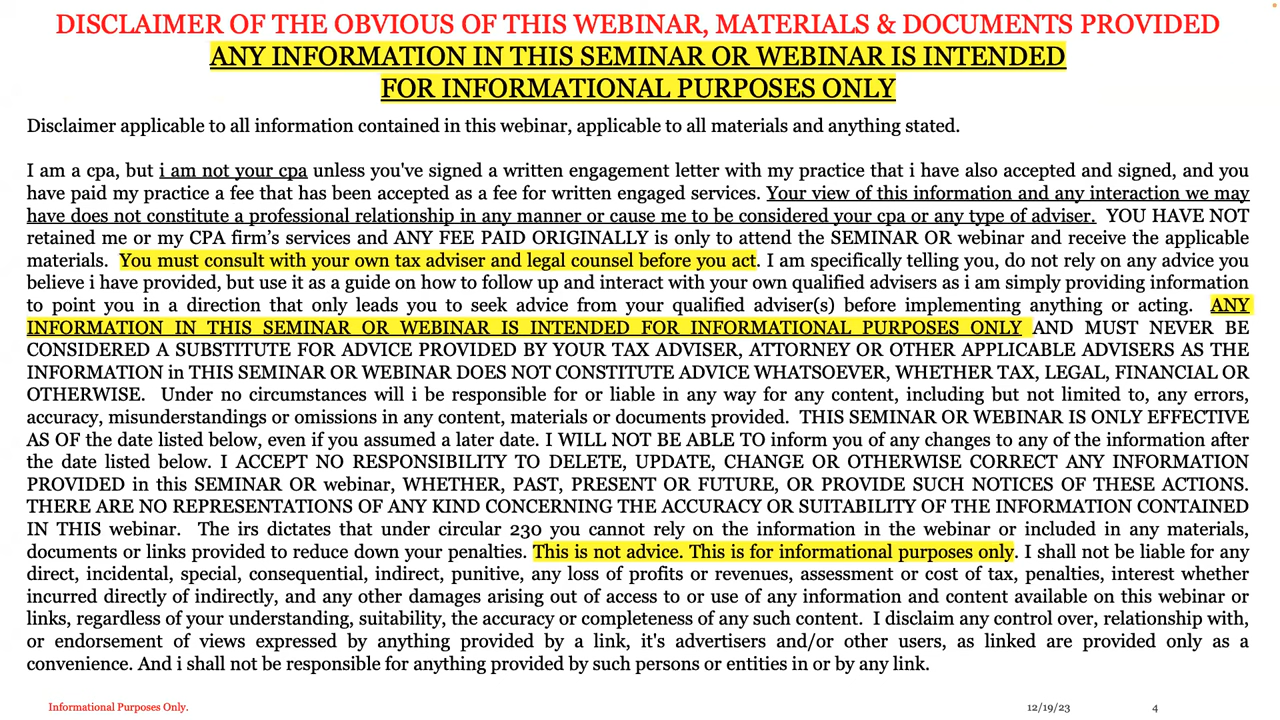 DISCLAIMER OF THE OBVIOUS OF THIS WEBINAR, MATERIALS & DOCUMENTS PROVIDED
ANY INFORMATION IN THIS SEMINAR OR WEBINAR IS INTENDED
FOR INFORMATIONAL PURPOSES ONLY
Disclaimer applicable to all information contained in this webinar, applicable to all materials and anything stated.
I am a cpa, but i am not your cpa unless you've signed a written engagement letter with my practice that i have also accepted and signed, and you
have paid my practice a fee that has been accepted as a fee for written engaged services. Your view of this information and any interaction we may
have does not constitute a professional relationship in any manner or cause me to be considered your cpa or any type of adviser. YOU HAVE NOT
retained me or my CPA firm's services and ANY FEE PAID ORIGINALLY is only to attend the SEMINAR OR webinar and receive the applicable
materials. You must consult with your own tax adviser and legal counsel before you act. I am specifically telling you, do not rely on any advice you
believe i have provided, but use it as a guide on how to follow up and interact with your own qualified advisers as i am simply providing information
to point you in a direction that only leads you to seek advice from your qualified adviser(s) before implementing anything or acting. ANY
INFORMATION IN THIS SEMINAR OR WEBINAR IS INTENDED FOR INFORMATIONAL PURPOSES ONLY AND MUST NEVER BE
CONSIDERED A SUBSTITUTE FOR ADVICE PROVIDED BY YOUR TAX ADVISER, ATTORNEY OR OTHER APPLICABLE ADVISERS AS THE
INFORMATION in THIS SEMINAR OR WEBINAR DOES NOT CONSTITUTE ADVICE WHATSOEVER, WHETHER TAX, LEGAL, FINANCIAL OR
OTHERWISE. Under no circumstances will i be responsible for or liable in any way for any content, including but not limited to, any errors,
accuracy, misunderstandings or omissions in any content, materials or documents provided. THIS SEMINAR OR WEBINAR IS ONLY EFFECTIVE
AS OF the date listed below, even if you assumed a later date. I WILL NOT BE ABLE TO inform you of any changes to any of the information after
the date listed below. I ACCEPT NO RESPONSIBILITY TO DELETE, UPDATE, CHANGE OR OTHERWISE CORRECT ANY INFORMATION
PROVIDED in this SEMINAR OR webinar, WHETHER, PAST, PRESENT OR FUTURE, OR PROVIDE SUCH NOTICES OF THESE ACTIONS.
THERE ARE NO REPRESENTATIONS OF ANY KIND CONCERNING THE ACCURACY OR SUITABILITY OF THE INFORMATION CONTAINED
IN THIS webinar. The irs dictates that under circular 230 you cannot rely on the information in the webinar or included in any materials,
documents or links provided to reduce down your penalties. This is not advice. This is for informational purposes only. I shall not be liable for any
direct, incidental, special, consequential, indirect, punitive, any loss of profits or revenues, assessment or cost of tax, penalties, interest whether
incurred directly of indirectly, and any other damages arising out of access to or use of any information and content available on this webinar or
links, regardless of your understanding, suitability, the accuracy or completeness of any such content. I disclaim any control over, relationship with,
or endorsement of views expressed by anything provided by a link, it's advertisers and/or other users, as linked are provided only as a
convenience. And i shall not be responsible for anything provided by such persons or entities in or by any link.
Informational Purposes Only. 12/19/23 4